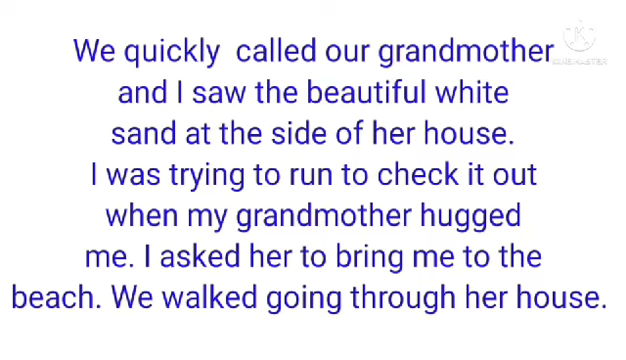 We quickly called our grandmother
and I saw the beautiful white
sand at the side of her house.
I was trying to run to check it out
when my grandmother hugged
me. I asked her to bring me to the
beach. We walked going through her house.
KINEMASTER